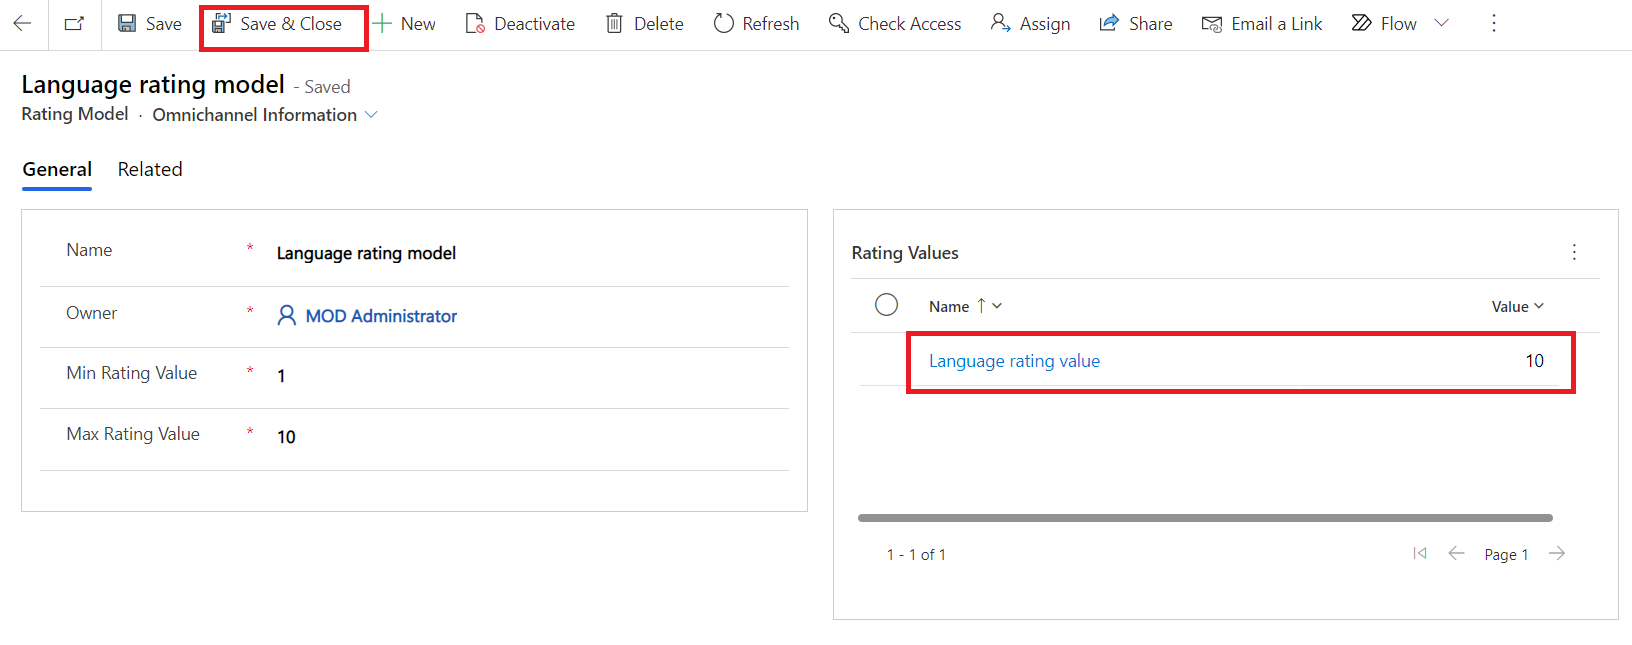 Save Save & Close New Deactivate Delete Refresh Check Access Assign Share Email a Link Flow
Language rating model - Saved
Rating Model · Omnichannel Information
General Related
Name * Language rating model
Owner * MOD Administrator
Min Rating Value * 1
Max Rating Value * 10
Rating Values
Name ↑ Value
Language rating value 10
1 - 1 of 1 Page 1